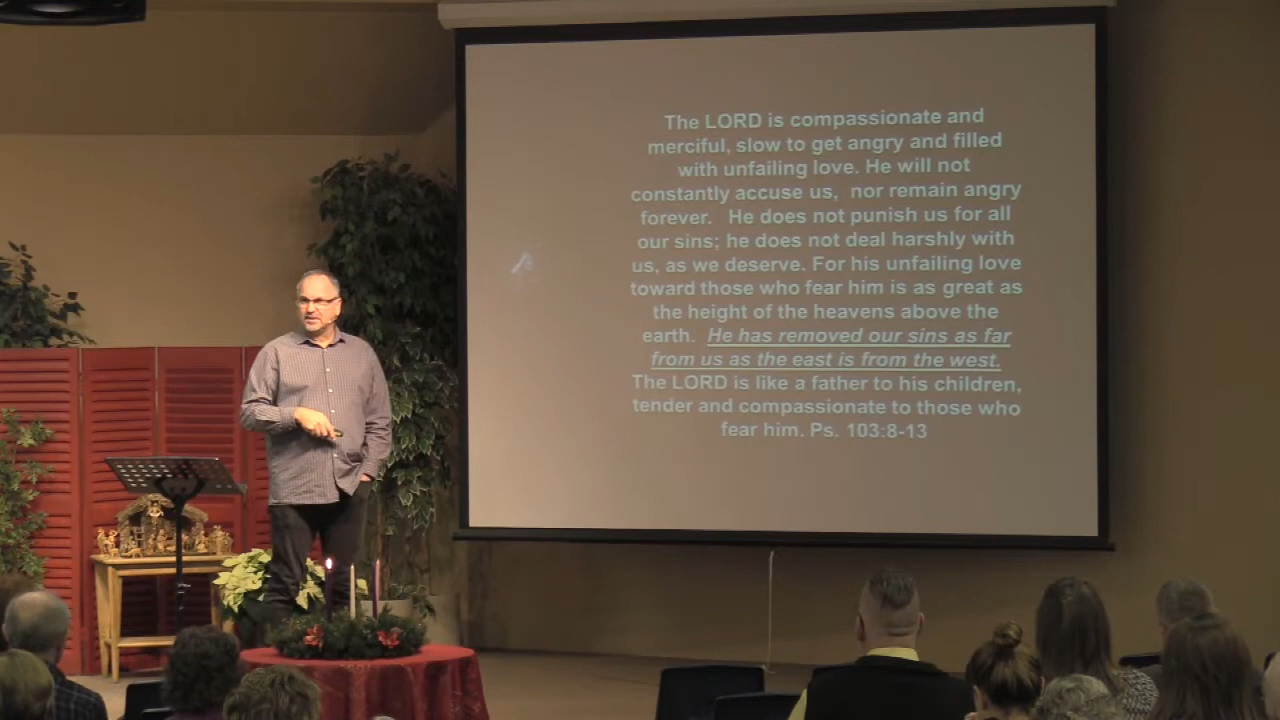 The LORD is compassionate and
merciful, slow to get angry and filled
with unfailing love. He will not
constantly accuse us,  nor remain angry
forever.   He does not punish us for all
our sins; he does not deal harshly with
us, as we deserve. For his unfailing love
toward those who fear him is as great as
the height of the heavens above the
earth.  He has removed our sins as far
from us as the east is from the west.
The LORD is like a father to his children,
tender and compassionate to those who
fear him. Ps. 103:8-13